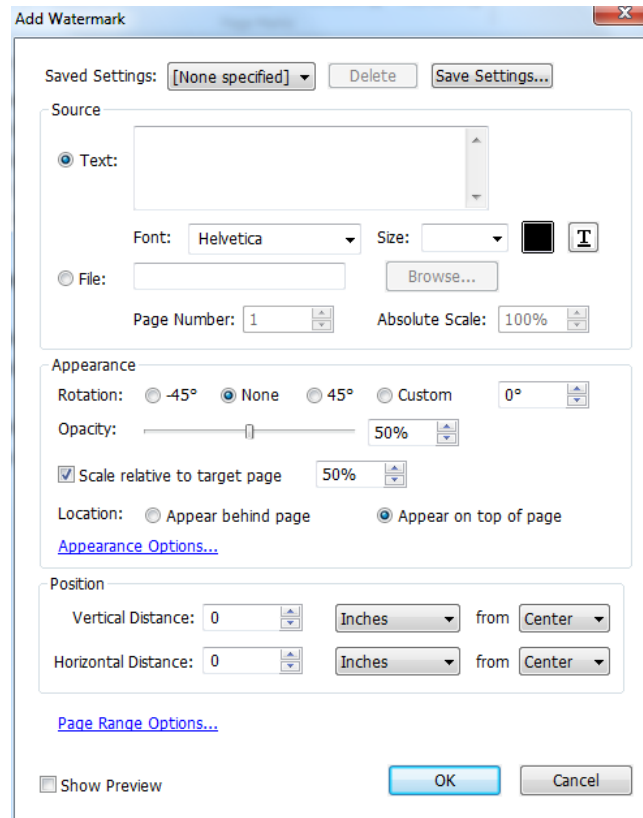 Add Watermark
Saved Settings: [None specified] Delete Save Settings...
Source
Text:
Font: Helvetica Size: T
File: Browse...
Page Number: 1 Absolute Scale: 100%
Appearance
Rotation: -45° None 45° Custom 0°
Opacity: 50%
Scale relative to target page 50%
Location: Appear behind page Appear on top of page
Appearance Options...
Position
Vertical Distance: 0 Inches from Center
Horizontal Distance: 0 Inches from Center
Page Range Options...
Show Preview OK Cancel